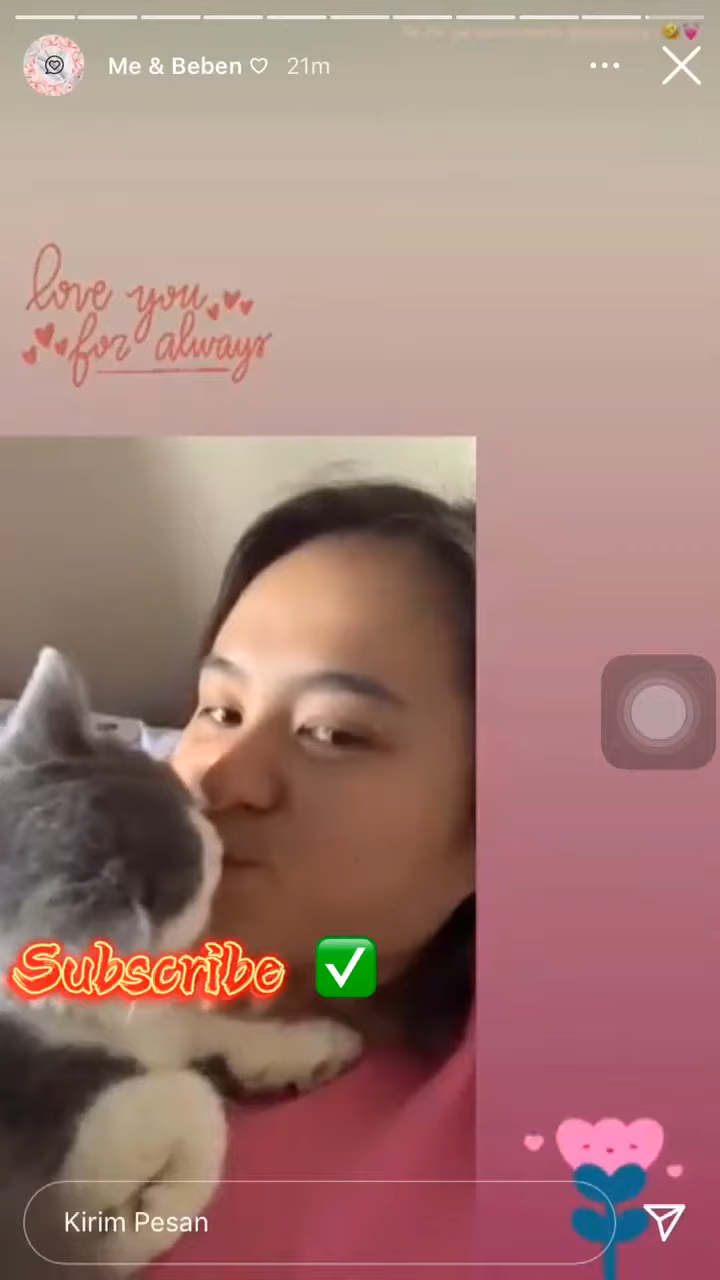 Me & Beben ♡ 21m
love you
for always
Subscribe ✅
Kirim Pesan